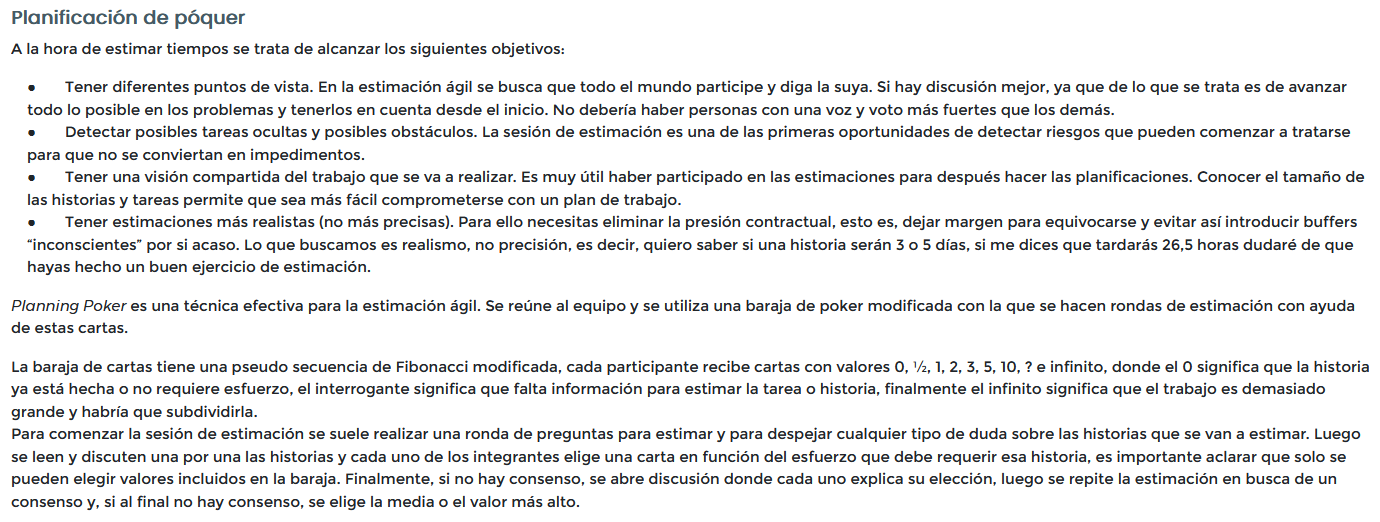 Planificación de póquer
A la hora de estimar tiempos se trata de alcanzar los siguientes objetivos:
● Tener diferentes puntos de vista. En la estimación ágil se busca que todo el mundo participe y diga la suya. Si hay discusión mejor, ya que de lo que se trata es de avanzar
todo lo posible en los problemas y tenerlos en cuenta desde el inicio. No debería haber personas con una voz y voto más fuertes que los demás.
● Detectar posibles tareas ocultas y posibles obstáculos. La sesión de estimación es una de las primeras oportunidades de detectar riesgos que pueden comenzar a tratarse
para que no se conviertan en impedimentos.
● Tener una visión compartida del trabajo que se va a realizar. Es muy útil haber participado en las estimaciones para después hacer las planificaciones. Conocer el tamaño de
las historias y tareas permite que sea más fácil comprometerse con un plan de trabajo.
● Tener estimaciones más realistas (no más precisas). Para ello necesitas eliminar la presión contractual, esto es, dejar margen para equivocarse y evitar así introducir buffers
“inconscientes” por si acaso. Lo que buscamos es realismo, no precisión, es decir, quiero saber si una historia serán 3 o 5 días, si me dices que tardarás 26,5 horas dudaré de que
hayas hecho un buen ejercicio de estimación.
Planning Poker es una técnica efectiva para la estimación ágil. Se reúne al equipo y se utiliza una baraja de poker modificada con la que se hacen rondas de estimación con ayuda
de estas cartas.
La baraja de cartas tiene una pseudo secuencia de Fibonacci modificada, cada participante recibe cartas con valores 0, ½, 1, 2, 3, 5, 10, ? e infinito, donde el 0 significa que la historia
ya está hecha o no requiere esfuerzo, el interrogante significa que falta información para estimar la tarea o historia, finalmente el infinito significa que el trabajo es demasiado
grande y habría que subdividirla.
Para comenzar la sesión de estimación se suele realizar una ronda de preguntas para estimar y para despejar cualquier tipo de duda sobre las historias que se van a estimar. Luego
se leen y discuten una por una las historias y cada uno de los integrantes elige una carta en función del esfuerzo que debe requerir esa historia, es importante aclarar que solo se
pueden elegir valores incluidos en la baraja. Finalmente, si no hay consenso, se abre discusión donde cada uno explica su elección, luego se repite la estimación en busca de un
consenso y, si al final no hay consenso, se elige la media o el valor más alto.